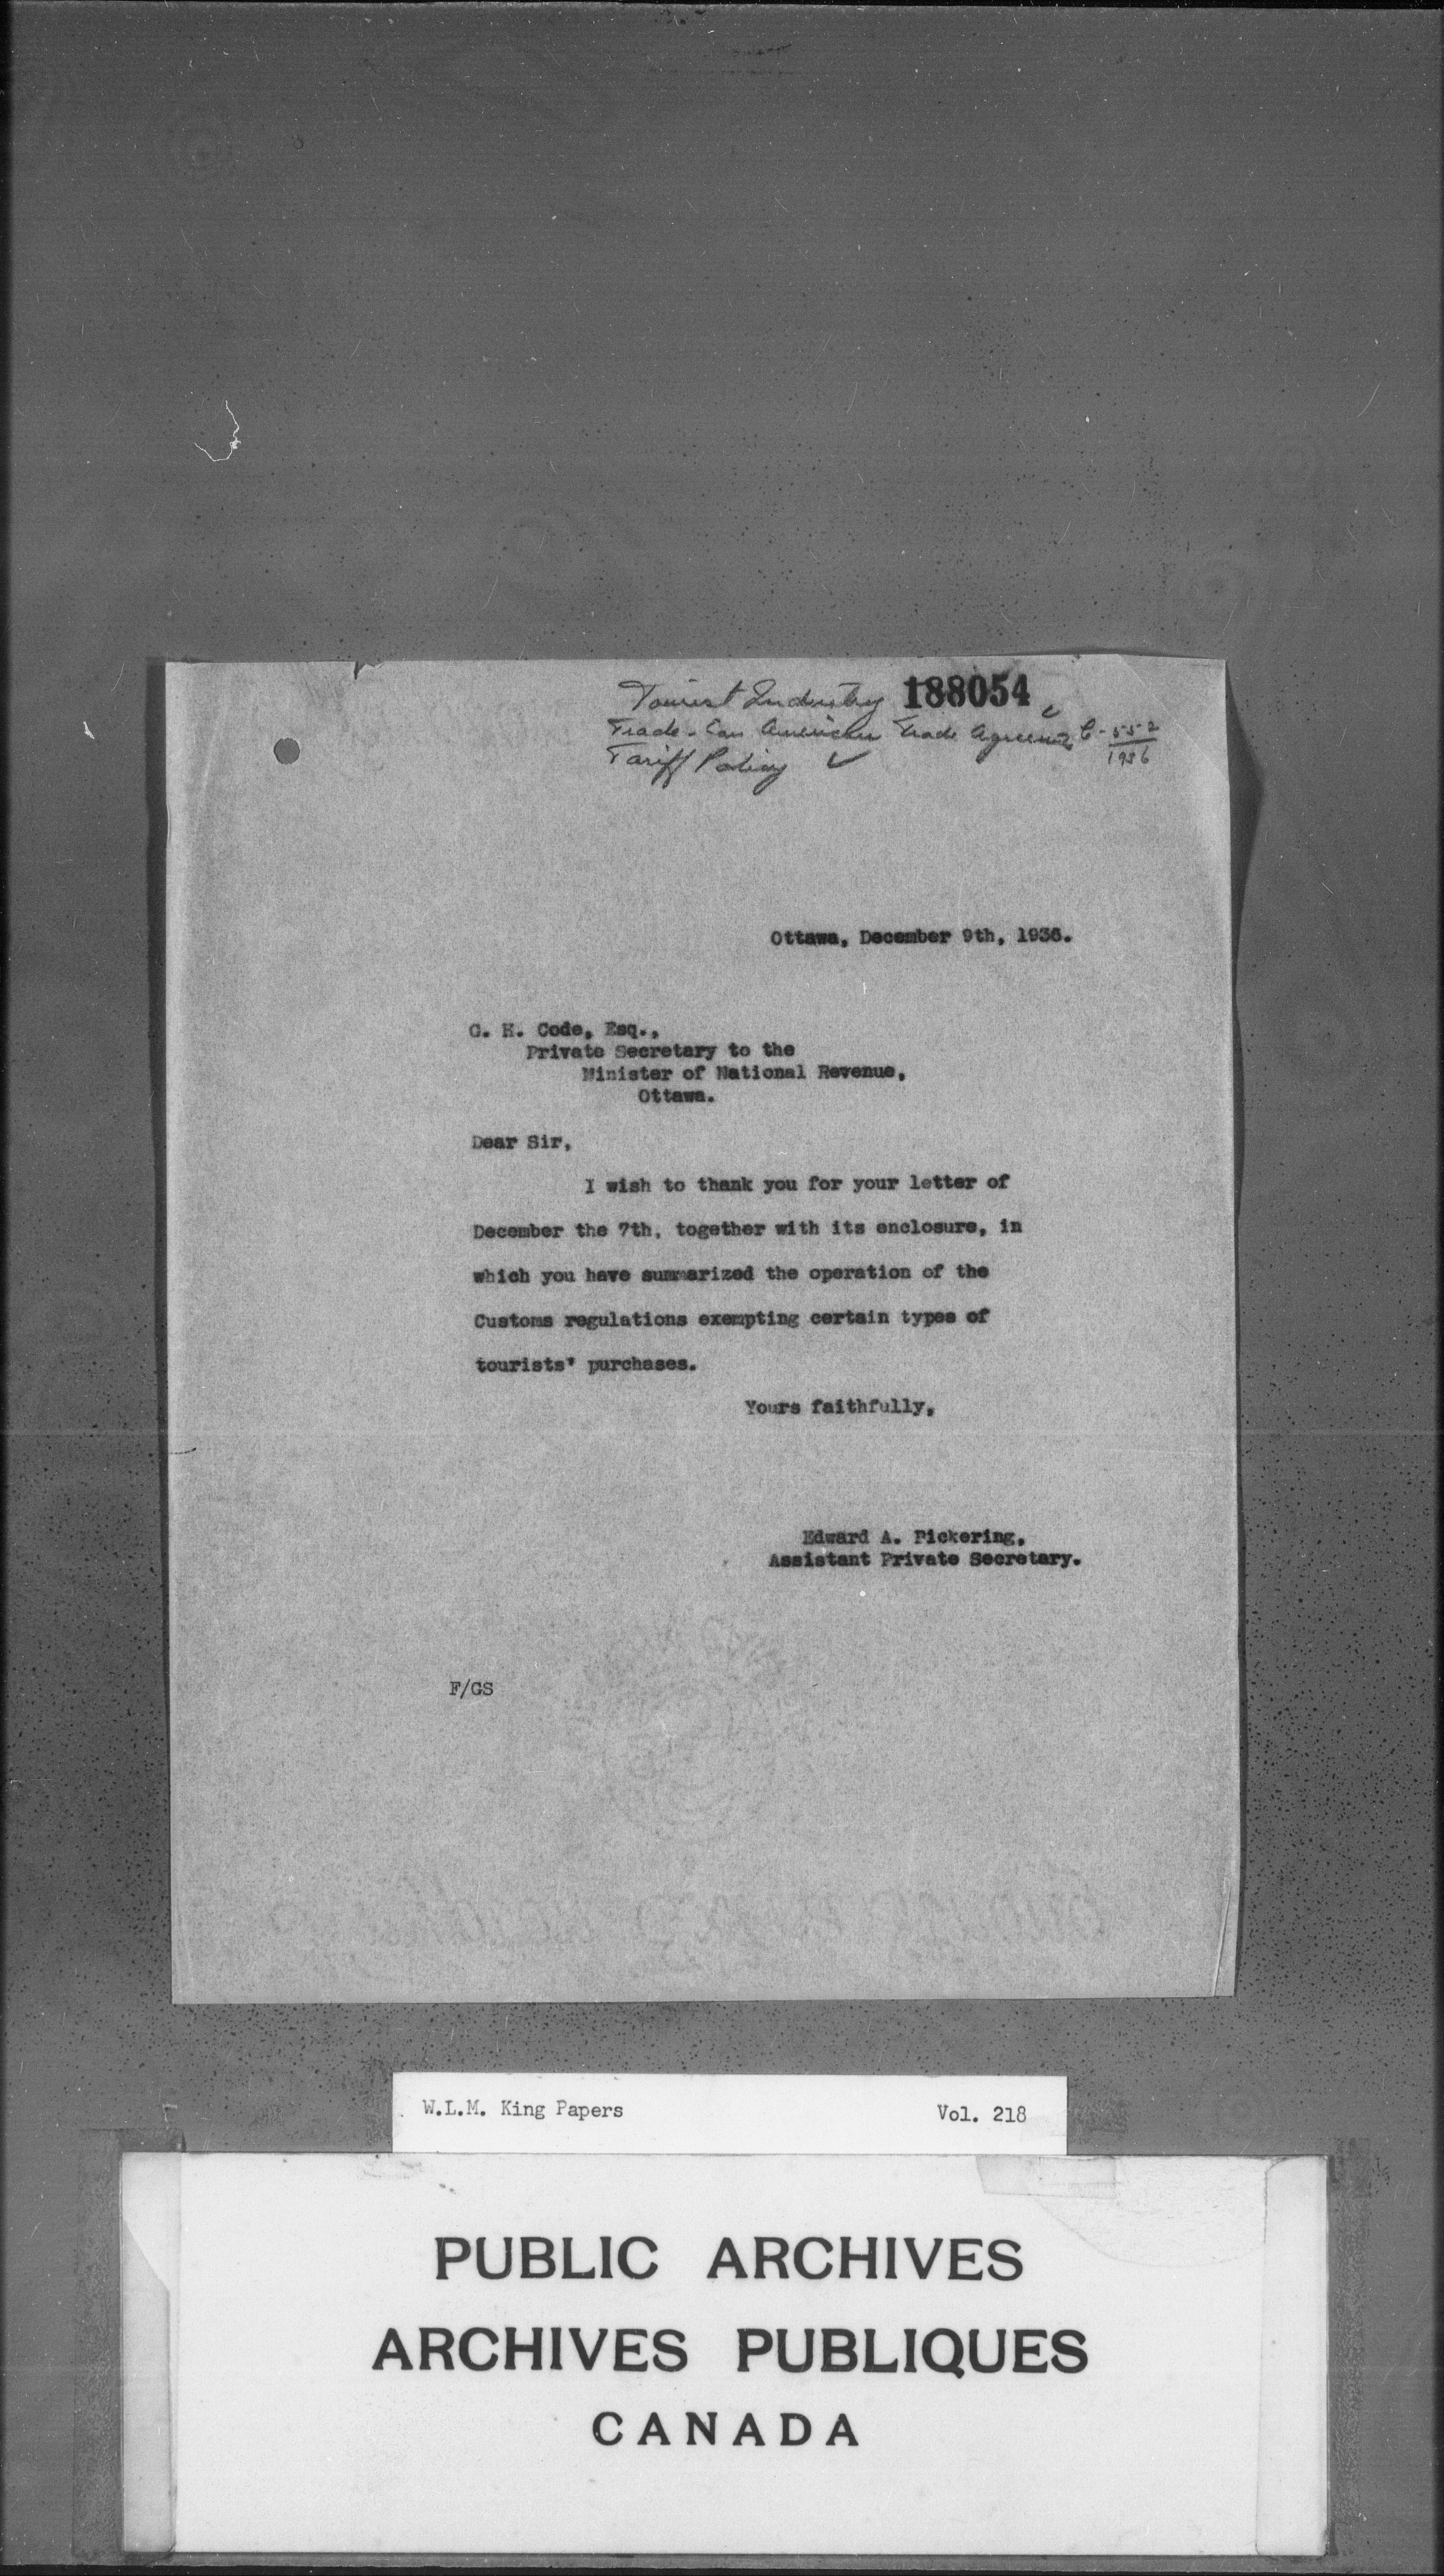 Tourist Industry 188054
Trade - Can American Trade Agreement C-552
1936
Tariff Policy ✓
Ottawa, December 9th, 1936.
G. H. Code, Esq.,
Private Secretary to the
Minister of National Revenue,
Ottawa.
Dear Sir,
I wish to thank you for your letter of
December the 7th, together with its enclosure, in
which you have summarized the operation of the
Customs regulations exempting certain types of
tourists' purchases.
Yours faithfully,
Edward A. Pickering,
Assistant Private Secretary.
F/GS
W.L.M. King Papers Vol. 218
PUBLIC ARCHIVES
ARCHIVES PUBLIQUES
CANADA